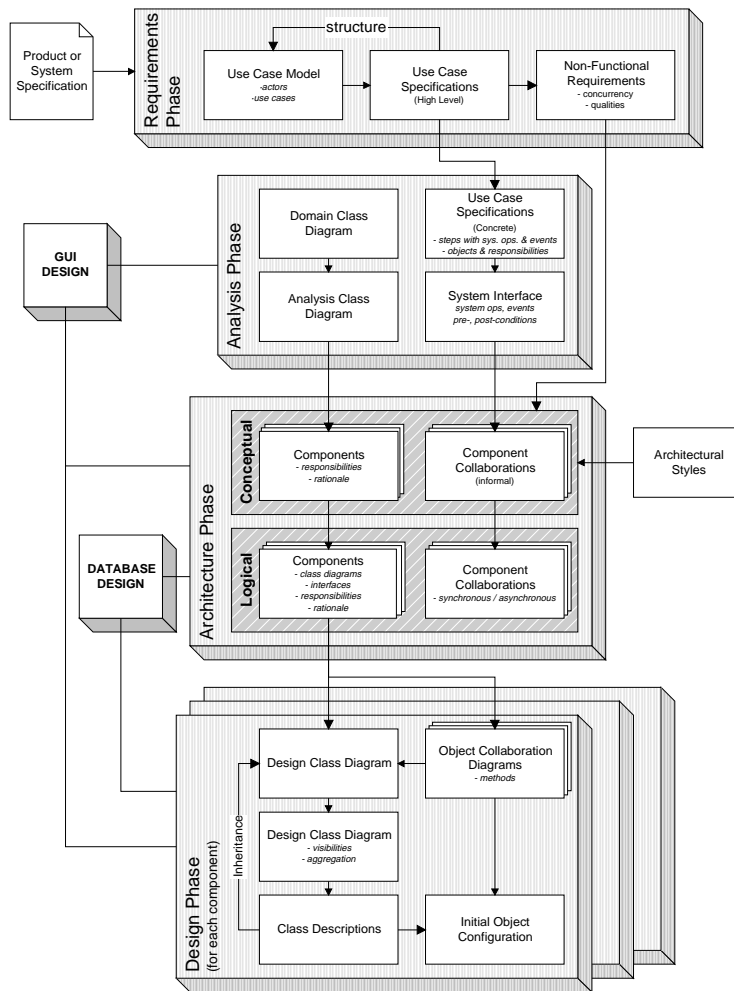 structure
Product or
System
Specification
Requirements
Phase
Use Case Model
-actors
-use cases
Use Case
Specifications
(High Level)
Non-Functional
Requirements
- concurrency
- qualities
GUI
DESIGN
Analysis Phase
Domain Class
Diagram
Use Case
Specifications
(Concrete)
- steps with sys. ops. & events
- objects & responsibilities
Analysis Class
Diagram
System Interface
system ops, events
pre-, post-conditions
Architecture Phase
Conceptual
Components
- responsibilities
- rationale
Component
Collaborations
(informal)
Architectural
Styles
DATABASE
DESIGN
Logical
Components
- class diagrams
- interfaces
- responsibilities
- rationale
Component
Collaborations
- synchronous / asynchronous
Design Phase
(for each component)
Inheritance
Design Class Diagram
Object Collaboration
Diagrams
- methods
Design Class Diagram
- visibilities
- aggregation
Class Descriptions
Initial Object
Configuration